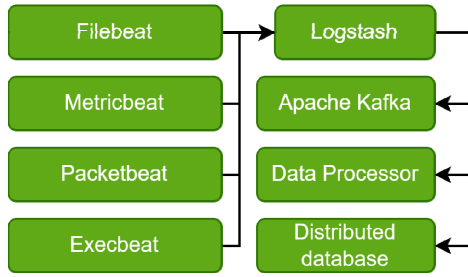 Filebeat
Logstash
Metricbeat
Apache Kafka
Packetbeat
Data Processor
Execbeat
Distributed
database